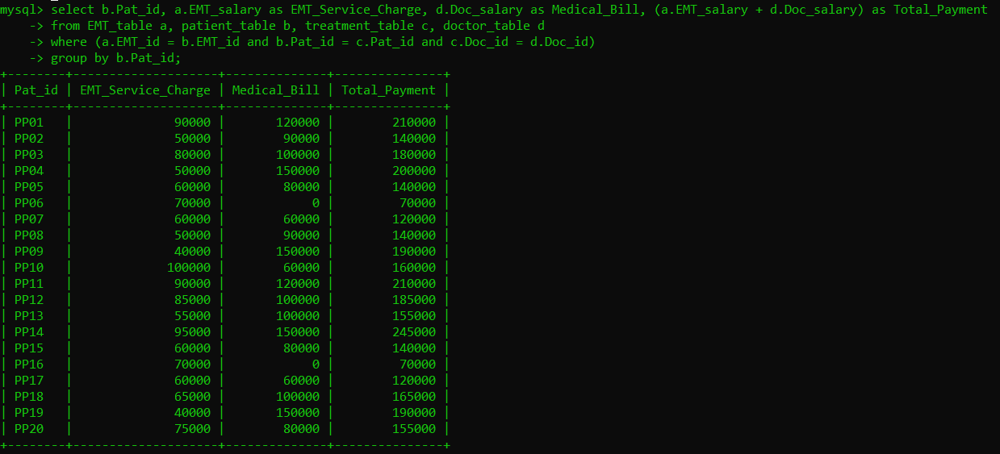 mysql> select b.Pat_id, a.EMT_salary as EMT_Service_Charge, d.Doc_salary as Medical_Bill, (a.EMT_salary + d.Doc_salary) as Total_Payment
    -> from EMT_table a, patient_table b, treatment_table c, doctor_table d
    -> where (a.EMT_id = b.EMT_id and b.Pat_id = c.Pat_id and c.Doc_id = d.Doc_id)
    -> group by b.Pat_id;
+--------+--------------------+--------------+---------------+
| Pat_id | EMT_Service_Charge | Medical_Bill | Total_Payment |
+--------+--------------------+--------------+---------------+
| PP01   |              90000 |       120000 |        210000 |
| PP02   |              50000 |        90000 |        140000 |
| PP03   |              80000 |       100000 |        180000 |
| PP04   |              50000 |       150000 |        200000 |
| PP05   |              60000 |        80000 |        140000 |
| PP06   |              70000 |            0 |         70000 |
| PP07   |              60000 |        60000 |        120000 |
| PP08   |              50000 |        90000 |        140000 |
| PP09   |              40000 |       150000 |        190000 |
| PP10   |             100000 |        60000 |        160000 |
| PP11   |              90000 |       120000 |        210000 |
| PP12   |              85000 |       100000 |        185000 |
| PP13   |              55000 |       100000 |        155000 |
| PP14   |              95000 |       150000 |        245000 |
| PP15   |              60000 |        80000 |        140000 |
| PP16   |              70000 |            0 |         70000 |
| PP17   |              60000 |        60000 |        120000 |
| PP18   |              65000 |       100000 |        165000 |
| PP19   |              40000 |       150000 |        190000 |
| PP20   |              75000 |        80000 |        155000 |
+--------+--------------------+--------------+---------------+